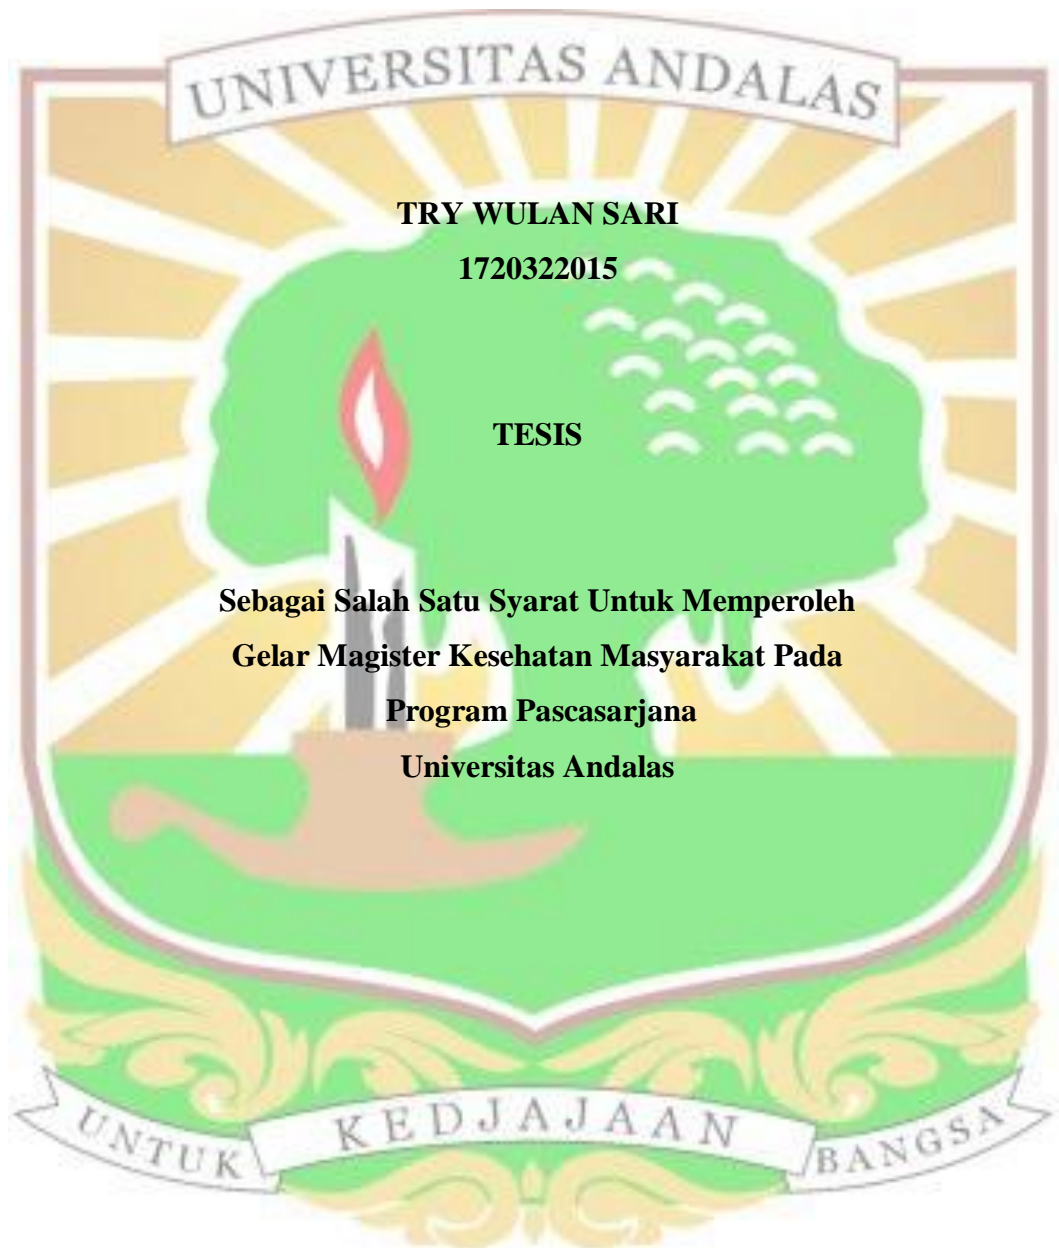 UNIVERSITAS ANDALAS
TRY WULAN SARI
1720322015
TESIS
Sebagai Salah Satu Syarat Untuk Memperoleh
Gelar Magister Kesehatan Masyarakat Pada
Program Pascasarjana
Universitas Andalas
UNTUK KEDJAJAAN BANGSA